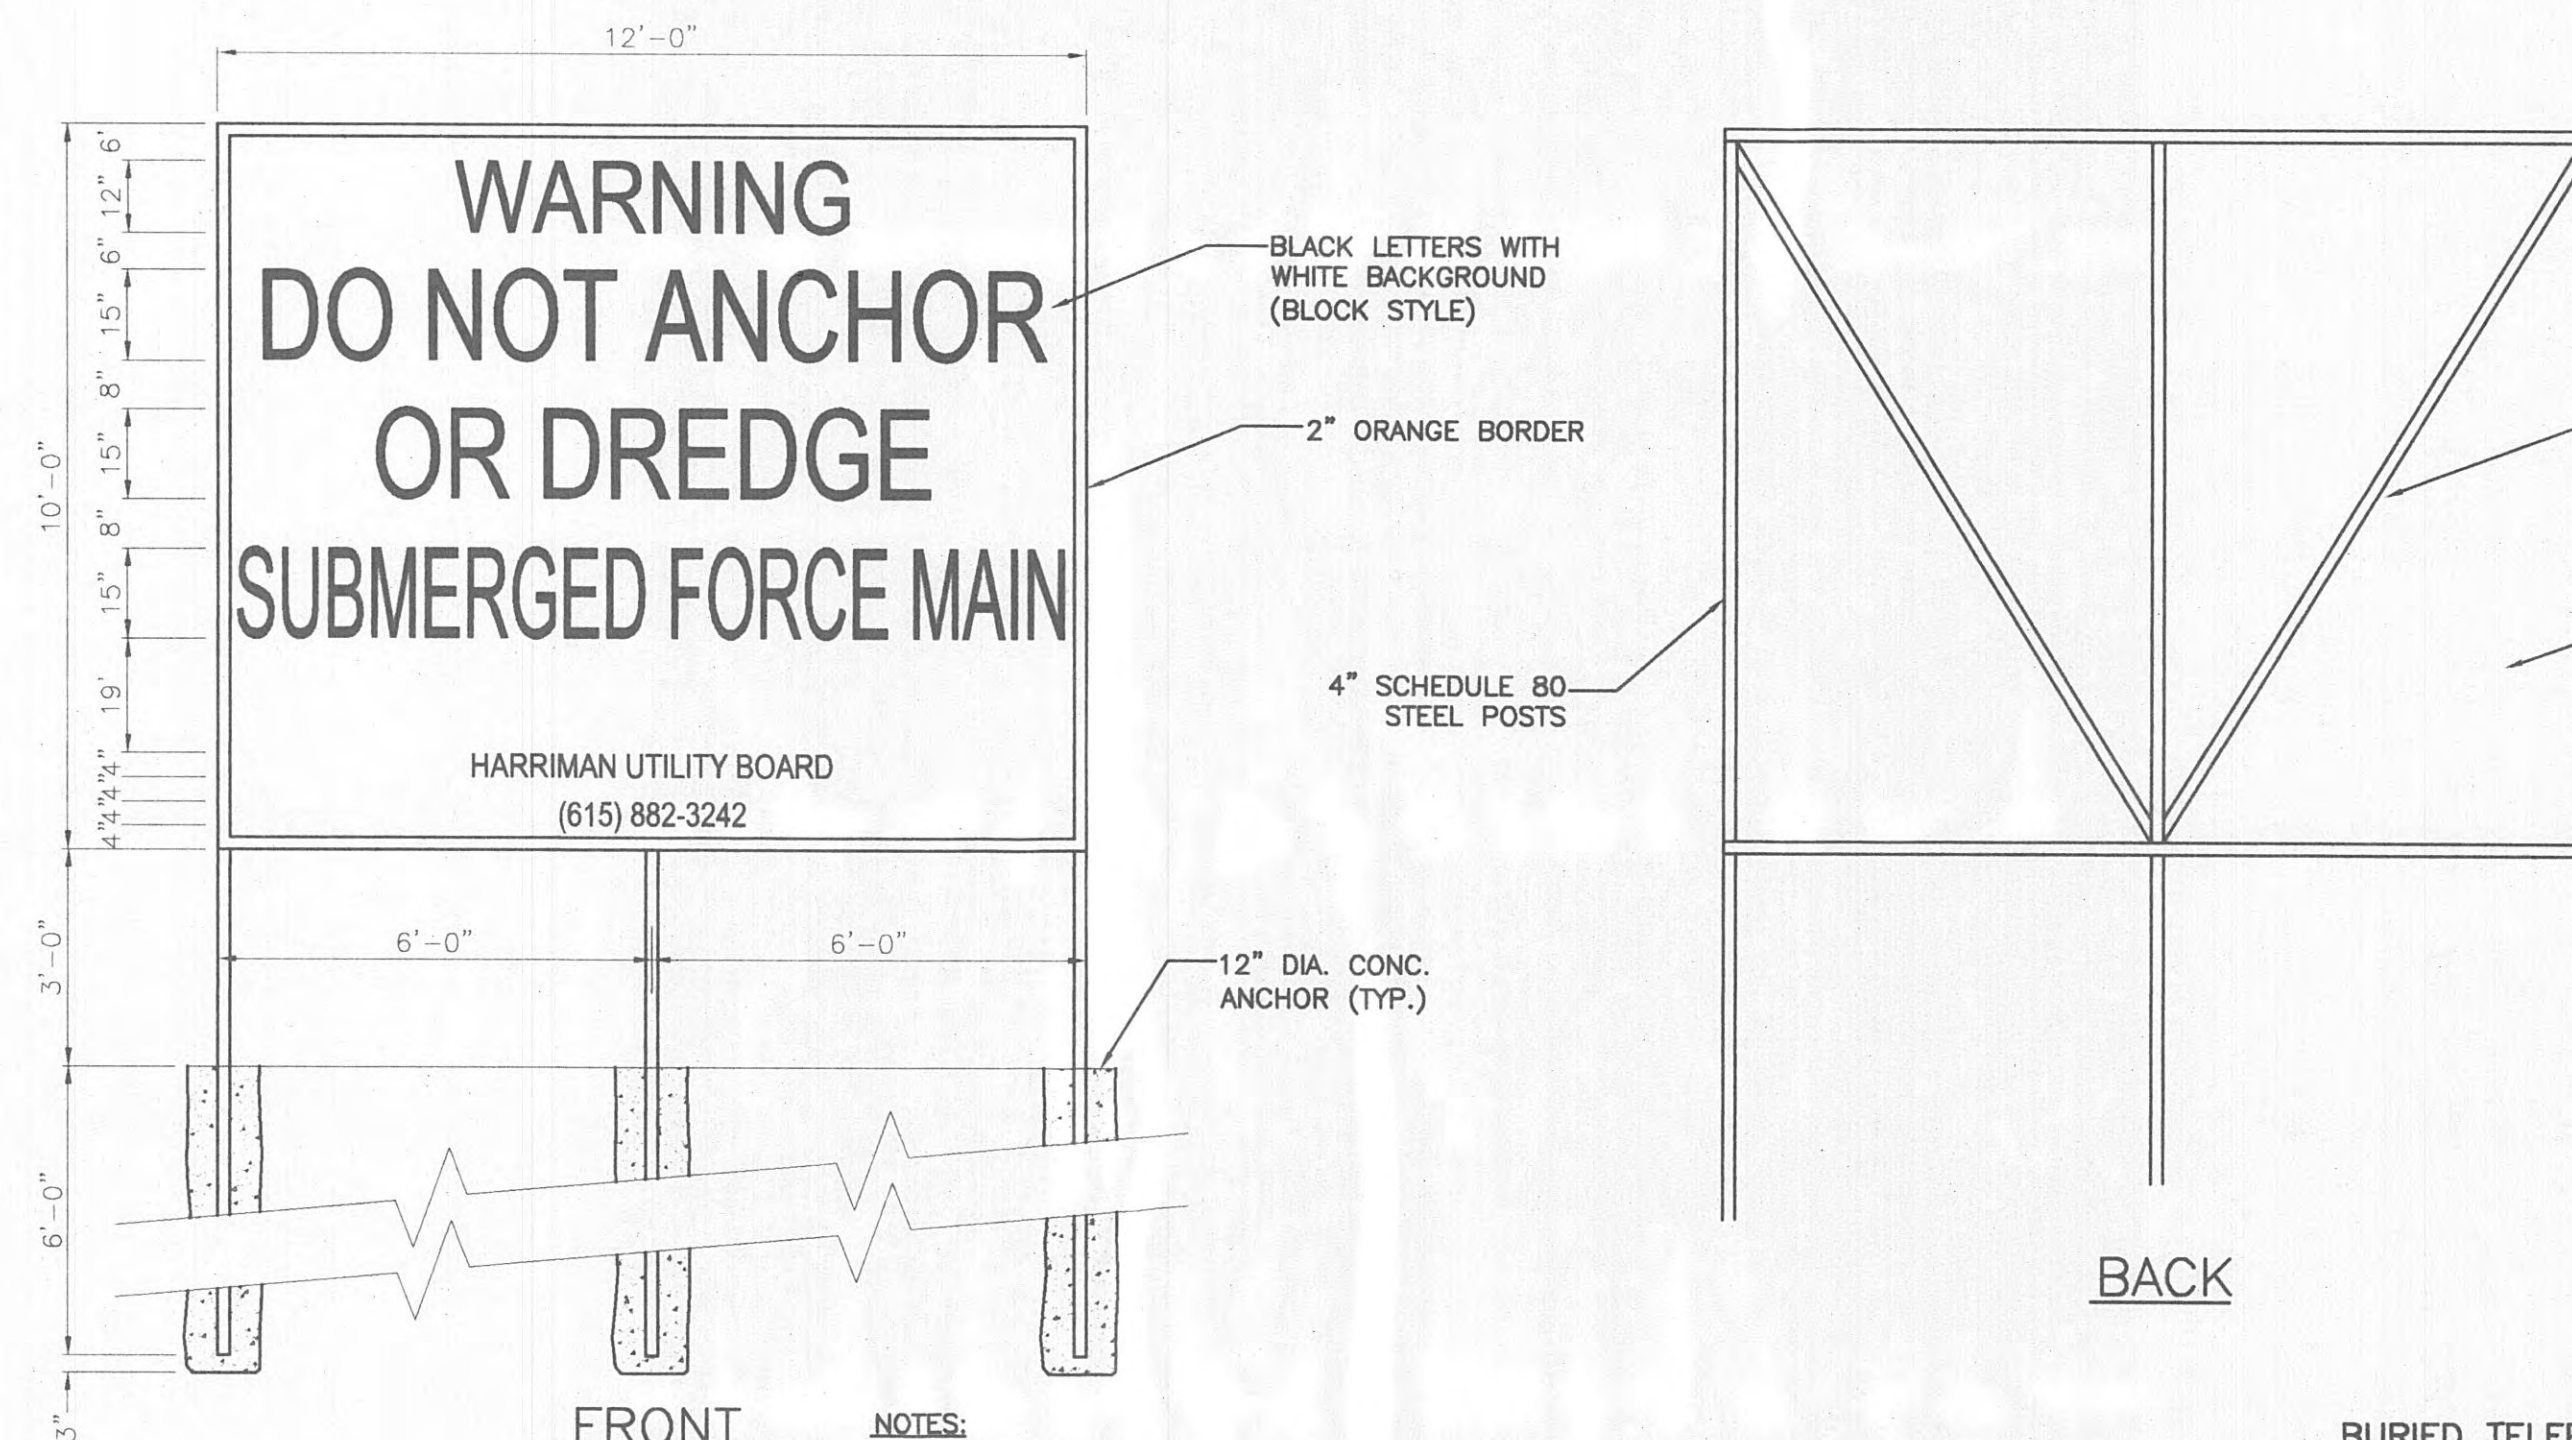 12'-0"
6'
12"
6"
15"
8"
15"
8"
15"
19'
4"
4"
4"
4"
10'-0"
3'-0"
6'-0"
3"
WARNING
DO NOT ANCHOR
OR DREDGE
SUBMERGED FORCE MAIN
HARRIMAN UTILITY BOARD
(615) 882-3242
6'-0"
6'-0"
BLACK LETTERS WITH
WHITE BACKGROUND
(BLOCK STYLE)
2" ORANGE BORDER
4" SCHEDULE 80
STEEL POSTS
12" DIA. CONC.
ANCHOR (TYP.)
FRONT
NOTES:
BACK
BURIED